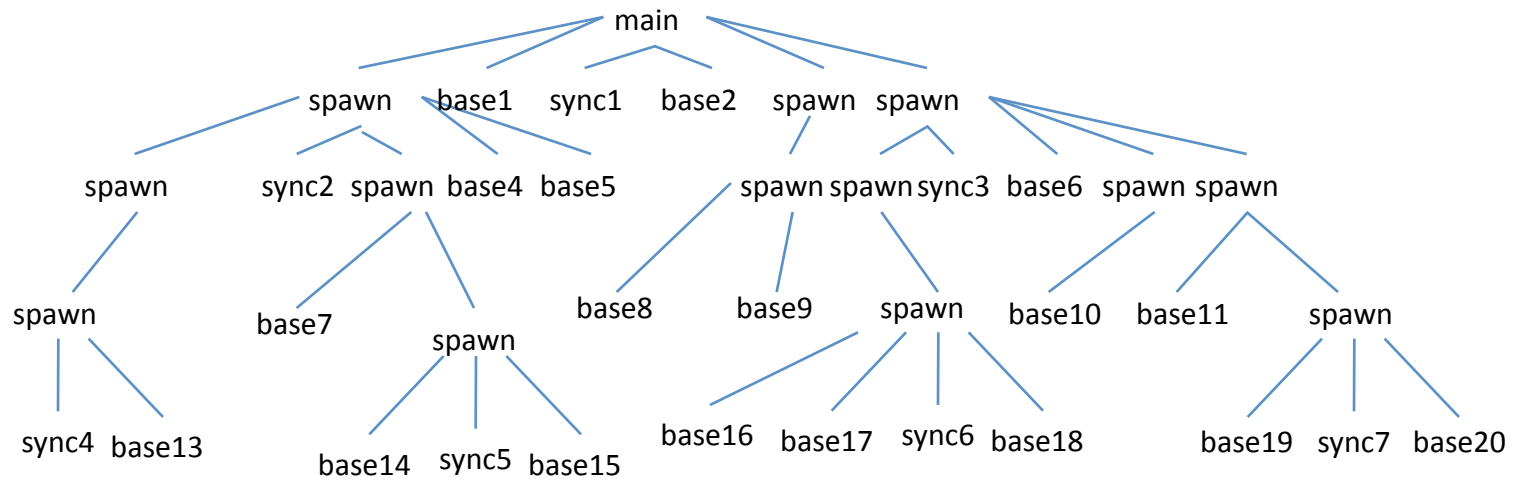 main
spawn base1 sync1 base2 spawn spawn
spawn sync2 spawn base4 base5 spawn spawn sync3 base6 spawn spawn
spawn base7 spawn base8 base9 spawn base10 base11 spawn
sync4 base13 base14 sync5 base15 base16 base17 sync6 base18 base19 sync7 base20